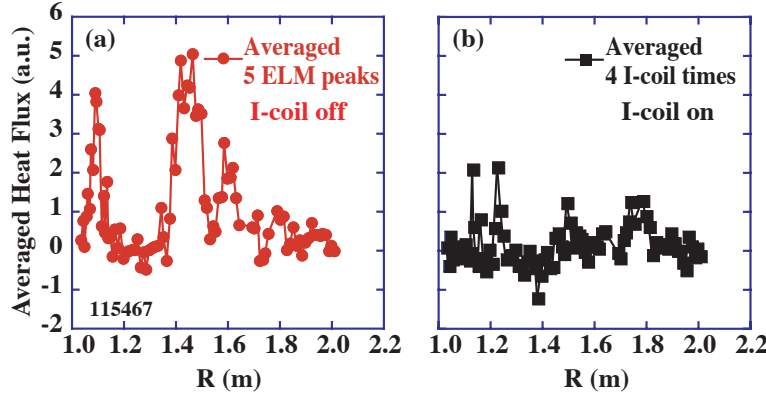 Averaged Heat Flux (a.u.)
6
5
4
3
2
1
0
-1
-2
(a)
Averaged
5 ELM peaks
I-coil off
115467
1.0 1.2 1.4 1.6 1.8 2.0 2.2
R (m)
(b)
Averaged
4 I-coil times
I-coil on
1.0 1.2 1.4 1.6 1.8 2.0 2.2
R (m)